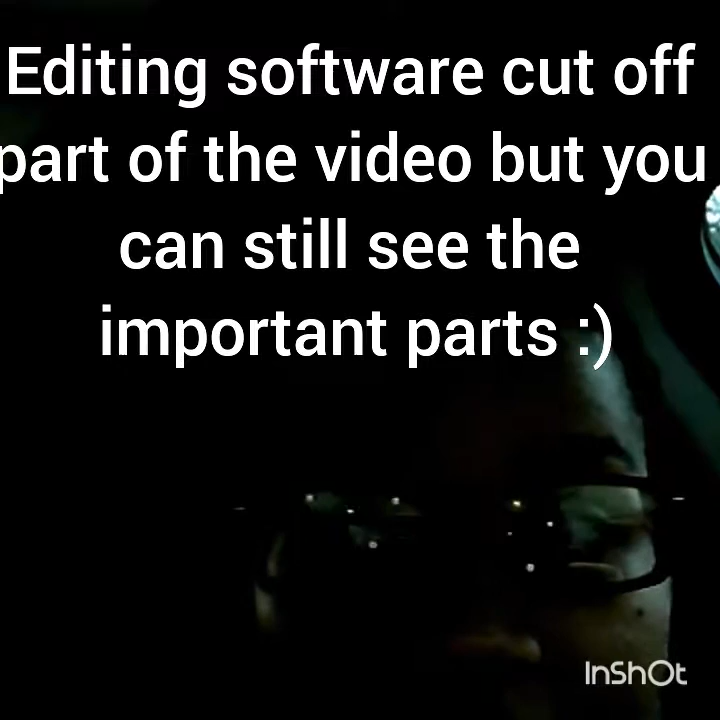 Editing software cut off
part of the video but you
can still see the
important parts :)
InShOt